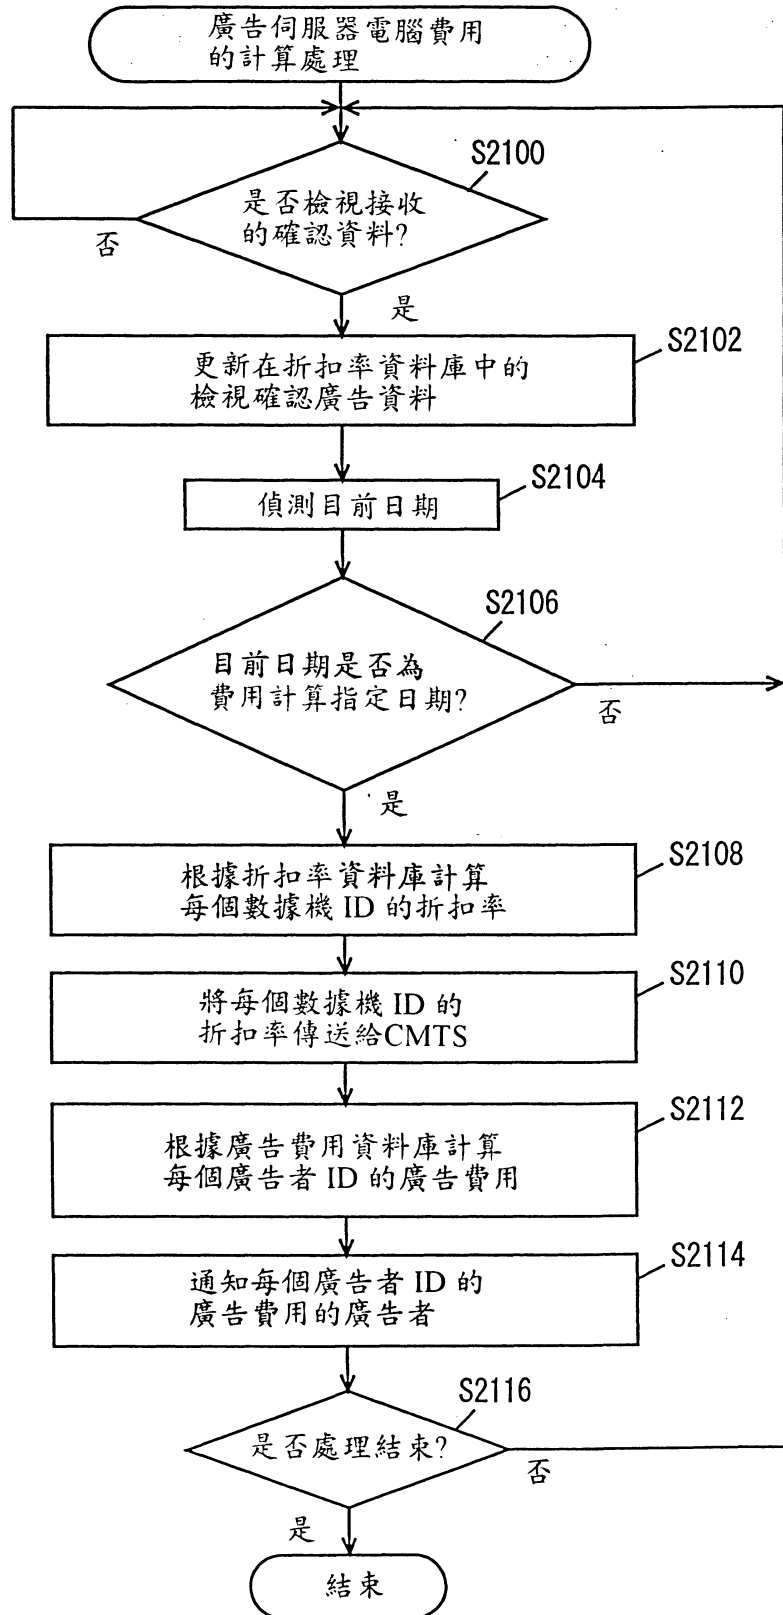 廣告伺服器電腦費用
的計算處理
S2100
是否檢視接收
的確認資料?
否
是
S2102
更新在折扣率資料庫中的
檢視確認廣告資料
S2104
偵測目前日期
S2106
目前日期是否為
費用計算指定日期?
否
是
S2108
根據折扣率資料庫計算
每個數據機 ID 的折扣率
S2110
將每個數據機 ID 的
折扣率傳送給CMTS
S2112
根據廣告費用資料庫計算
每個廣告者 ID 的廣告費用
S2114
通知每個廣告者 ID 的
廣告費用的廣告者
S2116
是否處理結束?
否
是
結束